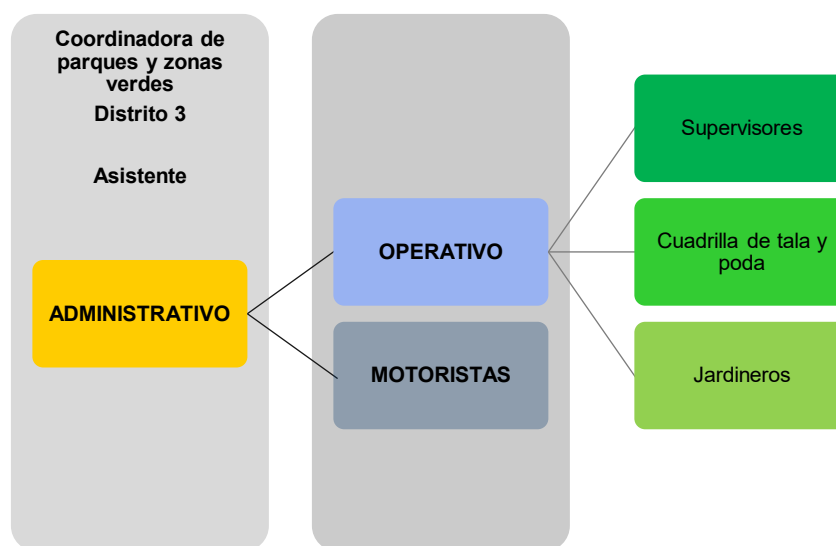 Coordinadora de
parques y zonas
verdes
Distrito 3
Asistente
ADMINISTRATIVO
OPERATIVO
MOTORISTAS
Supervisores
Cuadrilla de tala y
poda
Jardineros